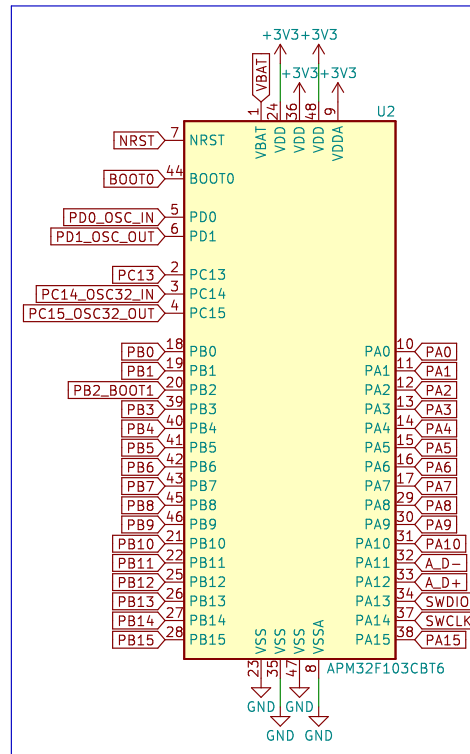 +3V3 +3V3
+3V3 +3V3
VBAT
1 24 36 48 9
U2
VBAT VDD VDD VDD VDDA
NRST 7 NRST
BOOT0 44 BOOT0
PD0_OSC_IN 5 PD0
PD1_OSC_OUT 6 PD1
PC13 2 PC13
PC14_OSC32_IN 3 PC14
PC15_OSC32_OUT 4 PC15
PB0 18 PB0 PA0 10 PA0
PB1 19 PB1 PA1 11 PA1
PB2_BOOT1 20 PB2 PA2 12 PA2
PB3 39 PB3 PA3 13 PA3
PB4 40 PB4 PA4 14 PA4
PB5 41 PB5 PA5 15 PA5
PB6 42 PB6 PA6 16 PA6
PB7 43 PB7 PA7 17 PA7
PB8 45 PB8 PA8 29 PA8
PB9 46 PB9 PA9 30 PA9
PB10 21 PB10 PA10 31 PA10
PB11 22 PB11 PA11 32 A_D-
PB12 25 PB12 PA12 33 A_D+
PB13 26 PB13 PA13 34 SWDIO
PB14 27 PB14 PA14 37 SWCLK
PB15 28 PB15 PA15 38 PA15
VSS VSS VSS VSSA
23 35 47 8
APM32F103CBT6
GND GND
GND GND